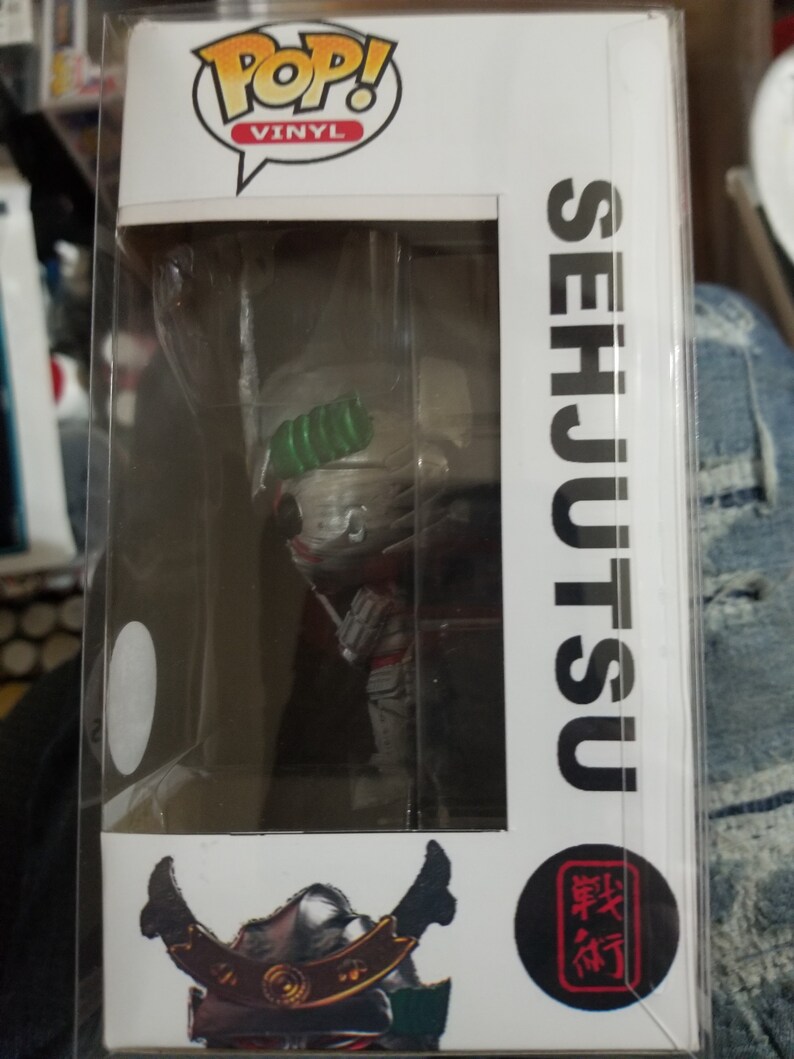 POP!
VINYL
SEHJUTSU
戦
術